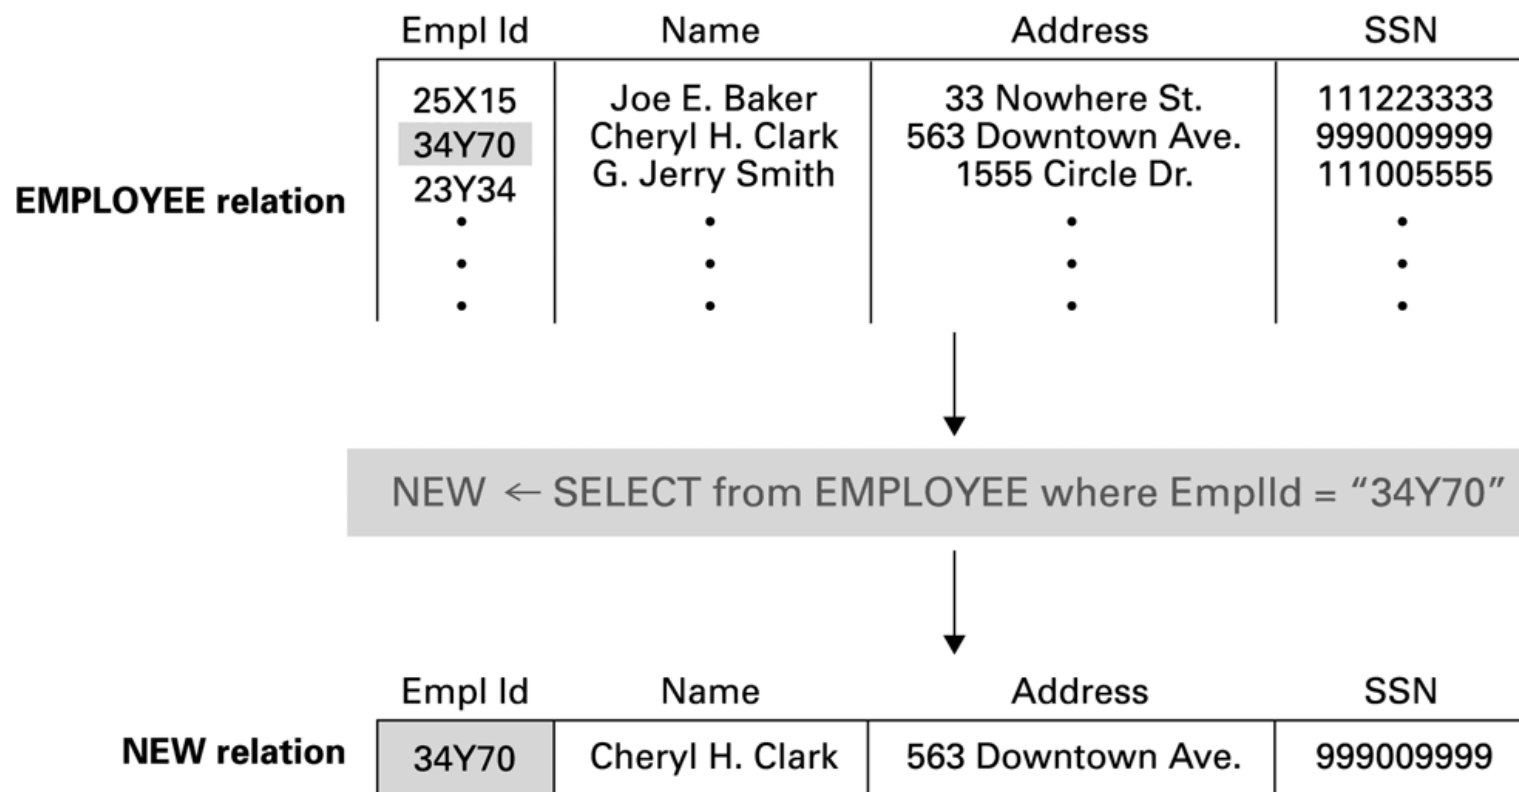 Empl Id Name Address SSN
25X15 Joe E. Baker 33 Nowhere St. 111223333
34Y70 Cheryl H. Clark 563 Downtown Ave. 999009999
23Y34 G. Jerry Smith 1555 Circle Dr. 111005555
EMPLOYEE relation
• • • •
• • • •
• • • •
NEW ← SELECT from EMPLOYEE where EmplId = “34Y70”
Empl Id Name Address SSN
NEW relation 34Y70 Cheryl H. Clark 563 Downtown Ave. 999009999